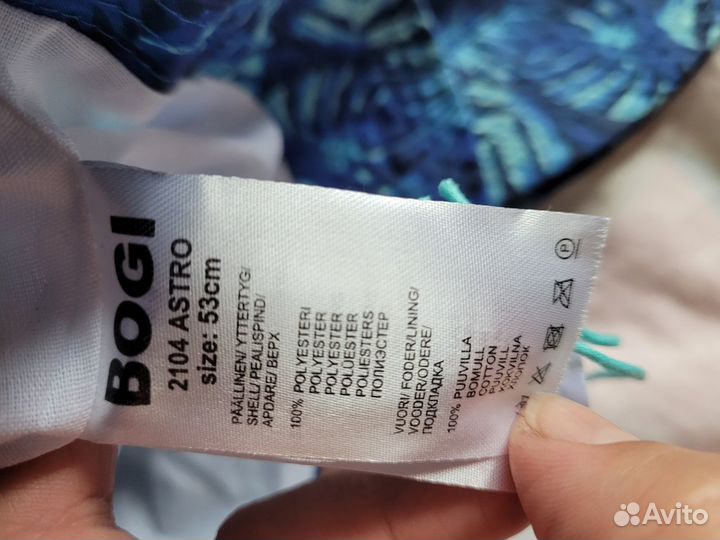 BOGI
2104 ASTRO
size: 53cm
PÄÄLLINEN/ YTTERTYG/
SHELL/ PEALISPIND/
APDARE/ ВЕРХ
100% POLYESTERI
POLYESTER
POLYESTER
POLÜESTER
POLIESTERS
ПОЛИЭСТЕР
VUORI/ FODER/LINING/
VOODER/ODERE/
ПОДКЛАДКА
100% PUUVILLA
BOMULL
COTTON
PUUVILL
KOKVILNA
ХЛОПОК
P
Avito